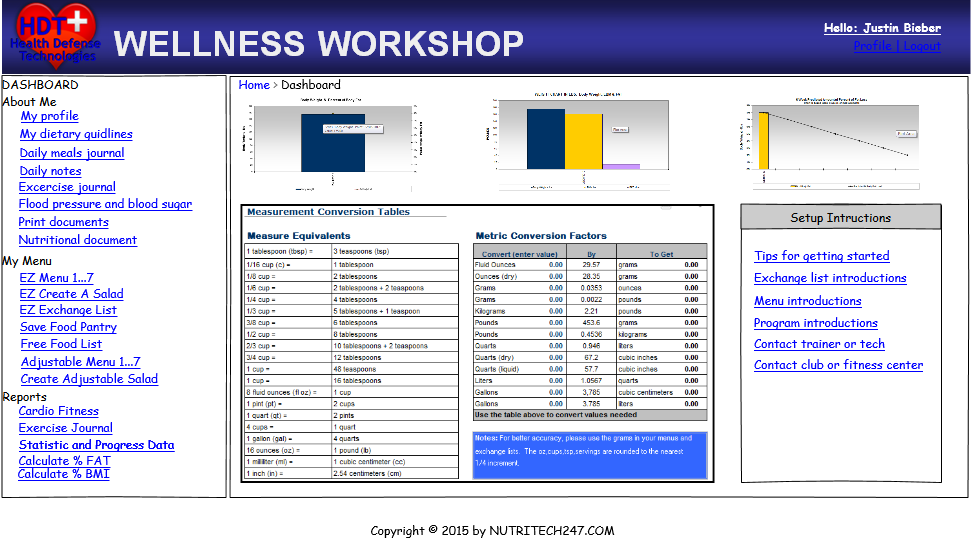 HDT
Health Defense
Technologies
WELLNESS WORKSHOP
Hello: Justin Bieber
Profile | Logout
DASHBOARD
About Me
My profile
My dietary quidlines
Daily meals journal
Daily notes
Excercise journal
Flood pressure and blood sugar
Print documents
Nutritional document
My Menu
EZ Menu 1...7
EZ Create A Salad
EZ Exchange List
Save Food Pantry
Free Food List
Adjustable Menu 1...7
Create Adjustable Salad
Reports
Cardio Fitness
Exercise Journal
Statistic and Progress Data
Calculate % FAT
Calculate % BMI
Home > Dashboard
Measurement Conversion Tables
Measure Equivalents
1 tablespoon (tbsp) = 3 teaspoons (tsp)
1/16 cup (c) = 1 tablespoon
1/8 cup = 2 tablespoons
1/6 cup = 2 tablespoons + 2 teaspoons
1/4 cup = 4 tablespoons
1/3 cup = 5 tablespoons + 1 teaspoon
3/8 cup = 6 tablespoons
1/2 cup = 8 tablespoons
2/3 cup = 10 tablespoons + 2 teaspoons
3/4 cup = 12 tablespoons
1 cup = 48 teaspoons
1 cup = 16 tablespoons
8 fluid ounces (fl oz) = 1 cup
1 pint (pt) = 2 cups
1 quart (qt) = 2 pints
4 cups = 1 quart
1 gallon (gal) = 4 quarts
16 ounces (oz) = 1 pound (lb)
1 milliliter (ml) = 1 cubic centimeter (cc)
1 inch (in) = 2.54 centimeters (cm)
Metric Conversion Factors
Convert (enter value) By To Get
Fluid Ounces 0.00 29.57 grams 0.00
Ounces (dry) 0.00 28.35 grams 0.00
Grams 0.00 0.0353 ounces 0.00
Grams 0.00 0.0022 pounds 0.00
Kilograms 0.00 2.21 pounds 0.00
Pounds 0.00 453.6 grams 0.00
Pounds 0.00 0.4536 kilograms 0.00
Quarts 0.00 0.946 liters 0.00
Quarts (dry) 0.00 67.2 cubic inches 0.00
Quarts (liquid) 0.00 57.7 cubic inches 0.00
Liters 0.00 1.0567 quarts 0.00
Gallons 0.00 3,785 cubic centimeters 0.00
Gallons 0.00 3.785 liters 0.00
Use the table above to convert values needed
Notes: For better accuracy, please use the grams in your menus and
exchange lists. The oz,cups,tsp,servings are rounded to the nearest
1/4 increment.
Setup Intructions
Tips for getting started
Exchange list introductions
Menu introductions
Program introductions
Contact trainer or tech
Contact club or fitness center
Copyright © 2015 by NUTRITECH247.COM